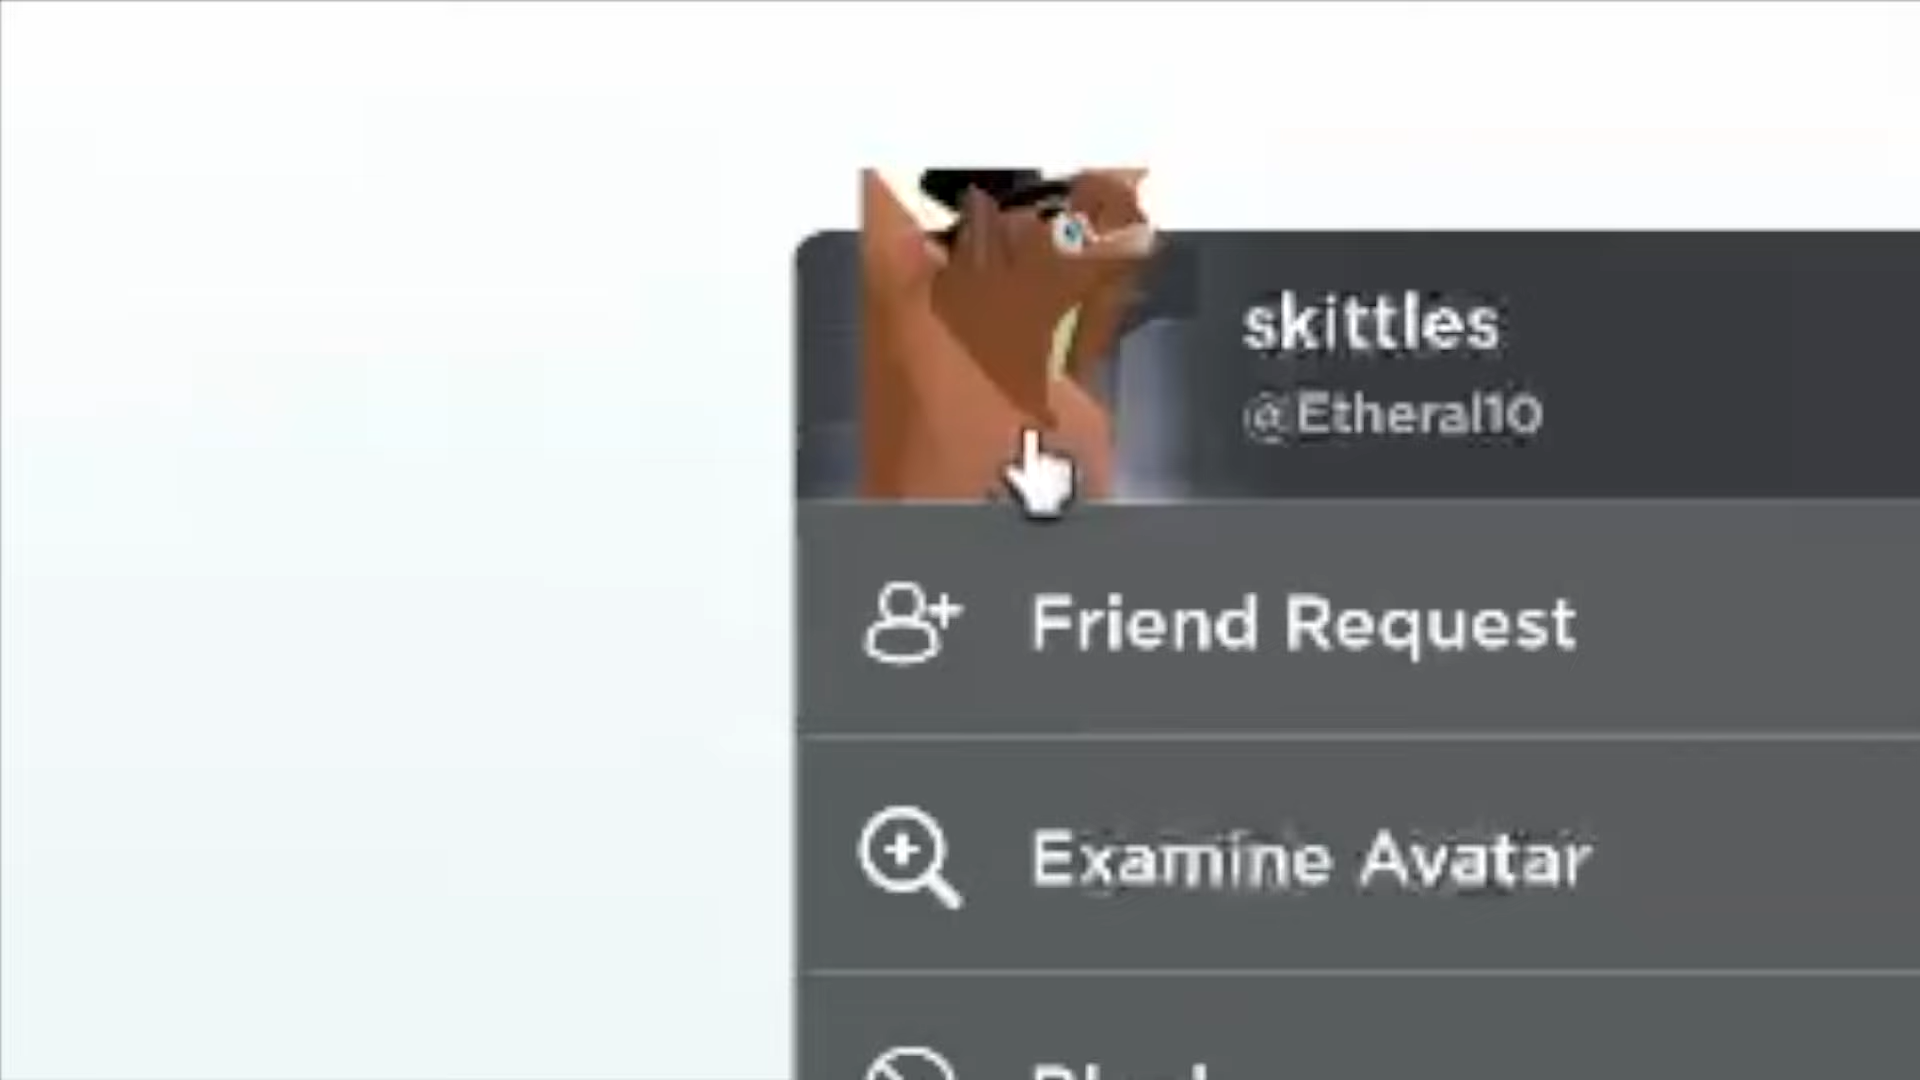 skittles
@Etheral10
Friend Request
Examine Avatar